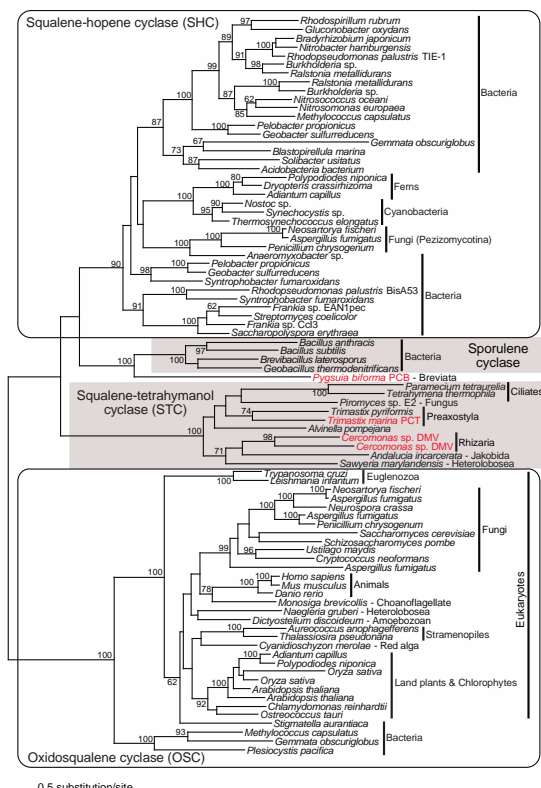 Squalene-hopene cyclase (SHC)
97 Rhodospirillum rubrum
Gluconobacter oxydans
89 Bradyrhizobium japonicum
100 Nitrobacter hamburgensis
91 Rhodopseudomonas palustris TIE-1
98 Burkholderia sp.
99 Ralstonia metallidurans
Ralstonia metallidurans
100 Burkholderia sp. Bacteria
87 62 Nitrosococcus oceani
100 Nitrosomonas europaea
85 Methylococcus capsulatus
Pelobacter propionicus
87 100 Geobacter sulfurreducens
67 Gemmata obscuriglobus
73 Blastopirellula marina
87 Solibacter usitatus
Acidobacteria bacterium
80 Polypodiodes niponica
100 Dryopteris crassirhizoma Ferns
Adiantum capillus
90 Nostoc sp.
100 95 Synechocystis sp. Cyanobacteria
Thermosynechococcus elongatus
Neosartorya fischeri
100 Aspergillus fumigatus Fungi (Pezizomycotina)
Penicillium chrysogenum
100 Anaeromyxobacter sp.
90 100 Pelobacter propionicus
98 Geobacter sulfurreducens
Syntrophobacter fumaroxidans
Rhodopseudomonas palustris BisA53
100 Syntrophobacter fumaroxidans Bacteria
62 Frankia sp. EAN1pec
Streptomyces coelicolor
100 Frankia sp. CcI3
Saccharopolyspora erythraea
Bacillus anthracis
97 Bacillus subtilis Sporulene
100 Brevibacillus laterosporus Bacteria cyclase
100 Geobacillus thermodenitrificans
Pygsuia biforma PCB - Breviata
Squalene-tetrahymanol
cyclase (STC)
Paramecium tetraurelia
100 Tetrahymena thermophila Ciliates
100 Piromyces sp. E2 - Fungus
74 Trimastix pyriformis
Trimastix marina PCT Preaxostyla
Alvinella pompejana
100 98 Cercomonas sp. DMV
Cercomonas sp. DMV Rhizaria
71 Andalucia incarcerata - Jakobida
Sawyeria marylandensis - Heterolobosea
Trypanosoma cruzi
100 Leishmania infantum Euglenozoa
Neosartorya fischeri
100 Aspergillus fumigatus
Neurospora crassa
100 Aspergillus fumigatus
Penicillium chrysogenum
Saccharomyces cerevisiae Fungi
Schizosaccharomyces pombe
99 96 Ustilago maydis
Cryptococcus neoformans
Aspergillus fumigatus
100
100 Homo sapiens
100 Mus musculus Animals
Danio rerio
78 Monosiga brevicollis - Choanoflagellate
Naegleria gruberi - Heterolobosea
Dictyostelium discoideum - Amoebozoan
Aureococcus anophagefferens
100 Thalassiosira pseudonana Stramenopiles
Cyanidioschyzon merolae - Red alga
Eukaryotes
100 100 Adiantum capillus
Polypodiodes niponica
100 Oryza sativa
100 Oryza sativa
62 Arabidopsis thaliana Land plants & Chlorophytes
100 Arabidopsis thaliana
92 Chlamydomonas reinhardtii
Ostreococcus tauri
Stigmatella aurantiaca
93 Methylococcus capsulatus
100 Gemmata obscuriglobus Bacteria
Plesiocystis pacifica
Oxidosqualene cyclase (OSC)
0.5 substitution/site